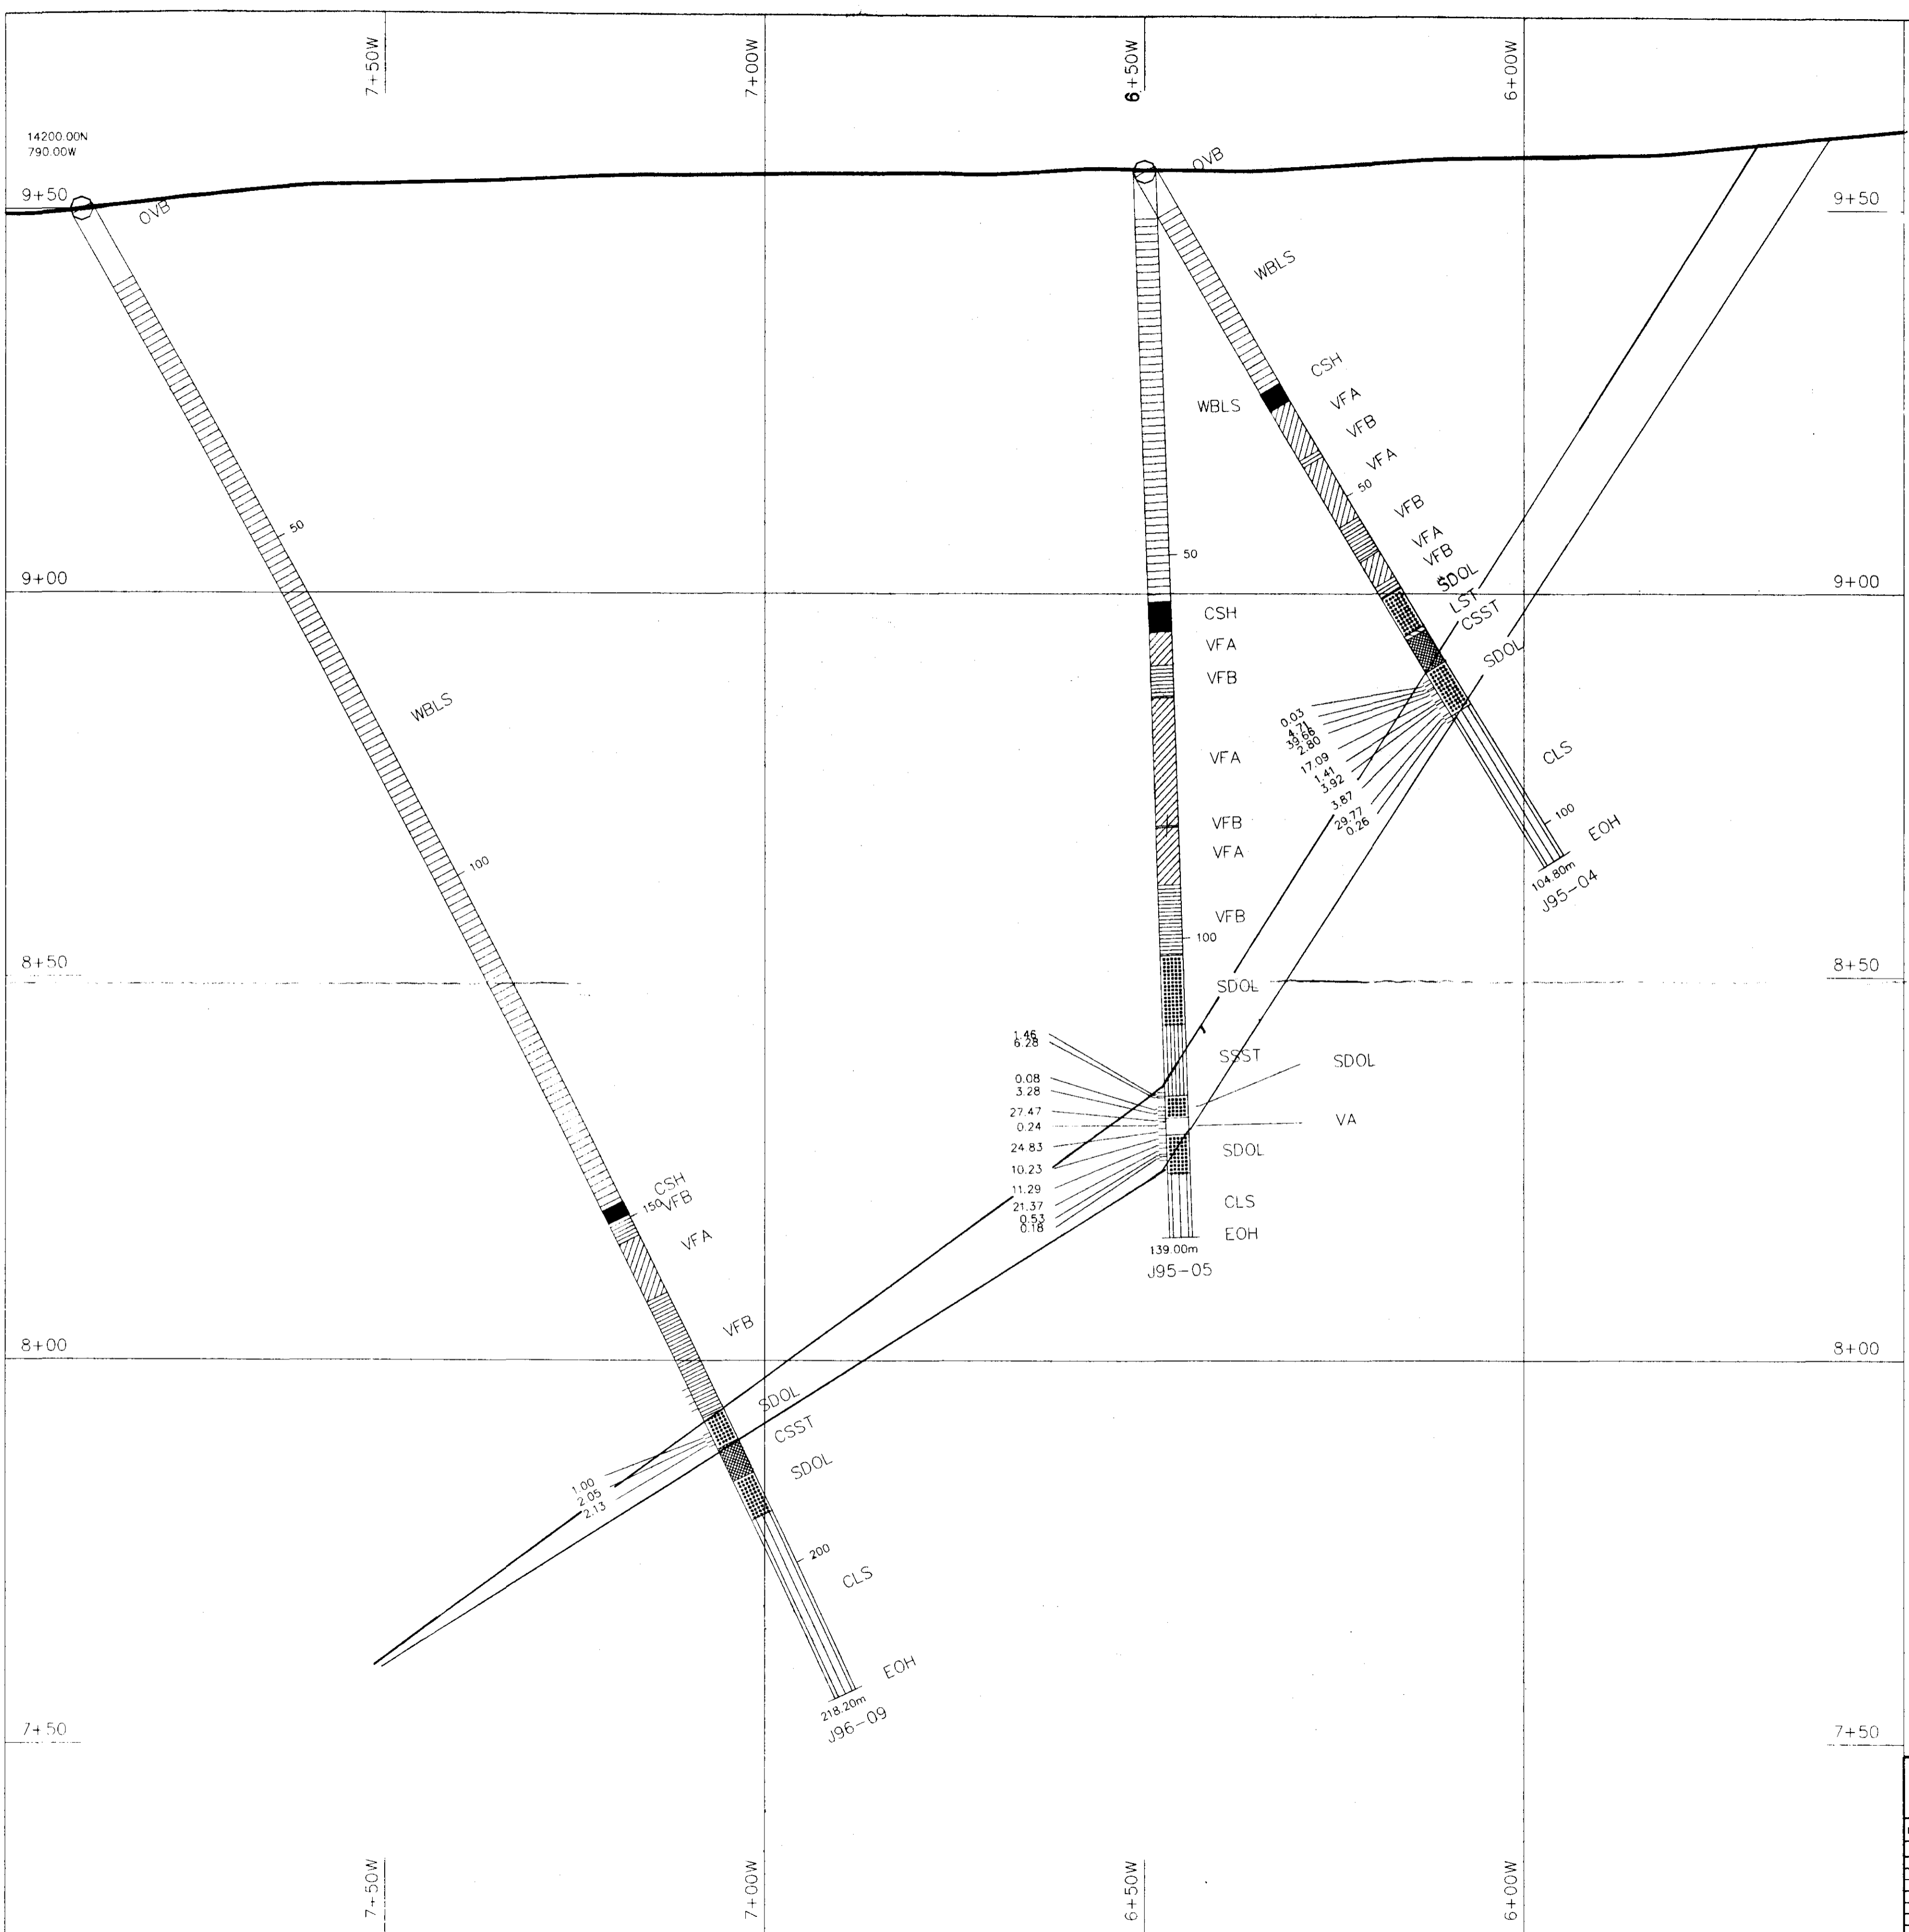 7+50W
7+00W
6+50W
6+00W
14200.00N
790.00W
9+50
OVB
OVB
9+50
WBLS
CSH
VFA
VFB
VFA
50
VFB
VFA
VFB
SDOL
LST
CSST
SDOL
WBLS
50
50
9+00
9+00
CSH
VFA
VFB
VFA
VFB
VFA
VFB
100
WBLS
100
0.03
4.71
39.66
2.80
17.09
1.41
3.92
3.87
29.77
0.26
CLS
100
EOH
104.80m
J95-04
8+50
8+50
SDOL
SSST
SDOL
VA
SDOL
CLS
EOH
1.46
6.28
0.08
3.28
27.47
0.24
24.83
10.23
11.29
21.37
0.53
0.18
139.00m
J95-05
CSH
150
VFB
VFA
VFB
8+00
8+00
SDOL
CSST
SDOL
1.00
2.05
2.13
200
CLS
EOH
218.20m
J96-09
7+50
7+50
7+50W
7+00W
6+50W
6+00W